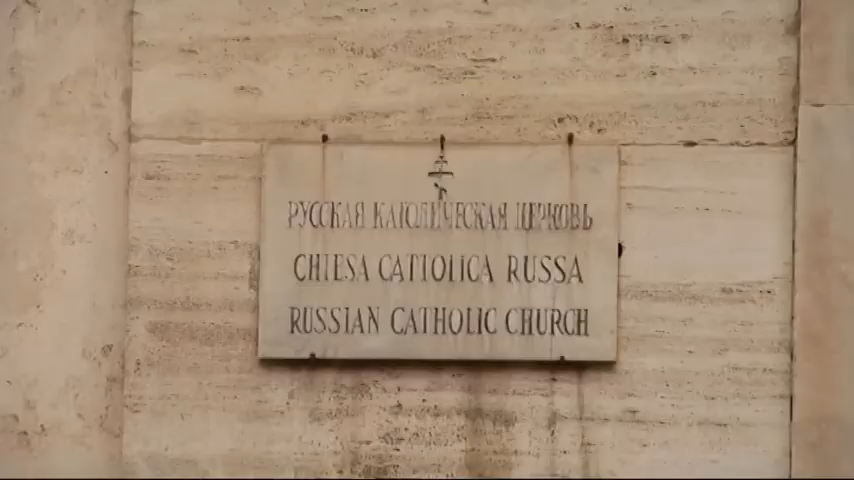 РУССКАЯ КАТОЛИЧЕСКАЯ ЦЕРКОВЬ
CHIESA CATTOLICA RUSSA
RUSSIAN CATHOLIC CHURCH